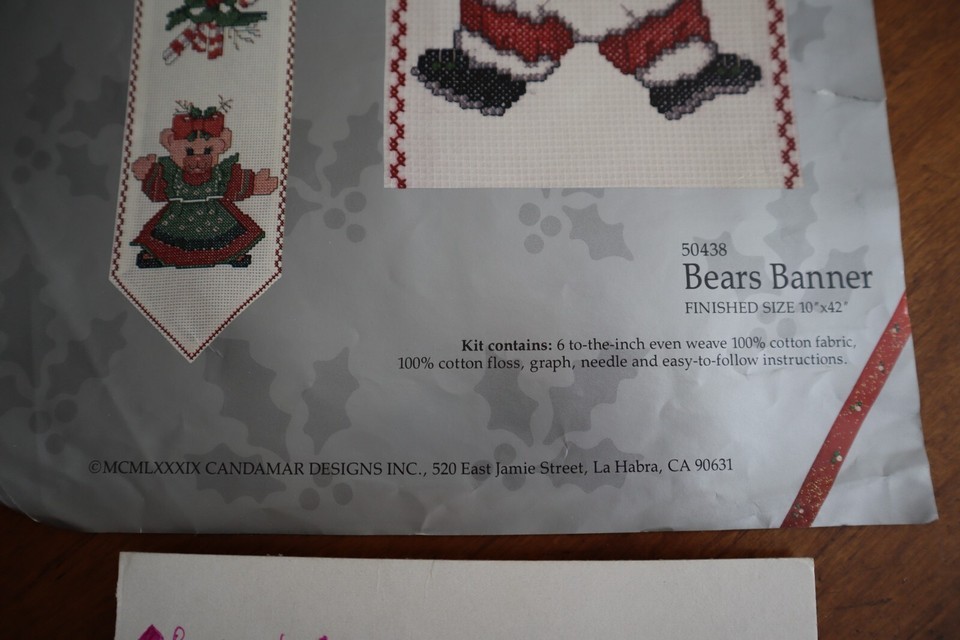 50438
Bears Banner
FINISHED SIZE 10"x42"
Kit contains: 6 to-the-inch even weave 100% cotton fabric,
100% cotton floss, graph, needle and easy-to-follow instructions.
©MCMLXXXIX CANDAMAR DESIGNS INC., 520 East Jamie Street, La Habra, CA 90631